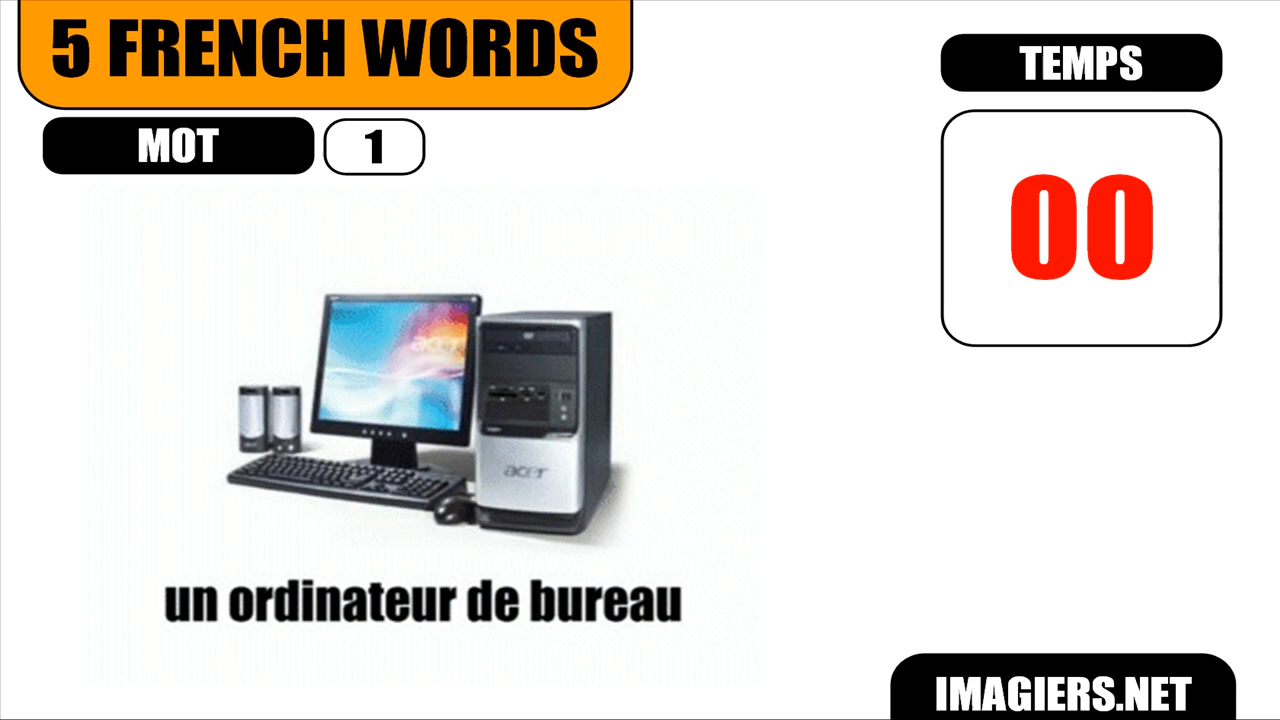 5 FRENCH WORDS
TEMPS
MOT 1
00
acer
un ordinateur de bureau
IMAGIERS.NET